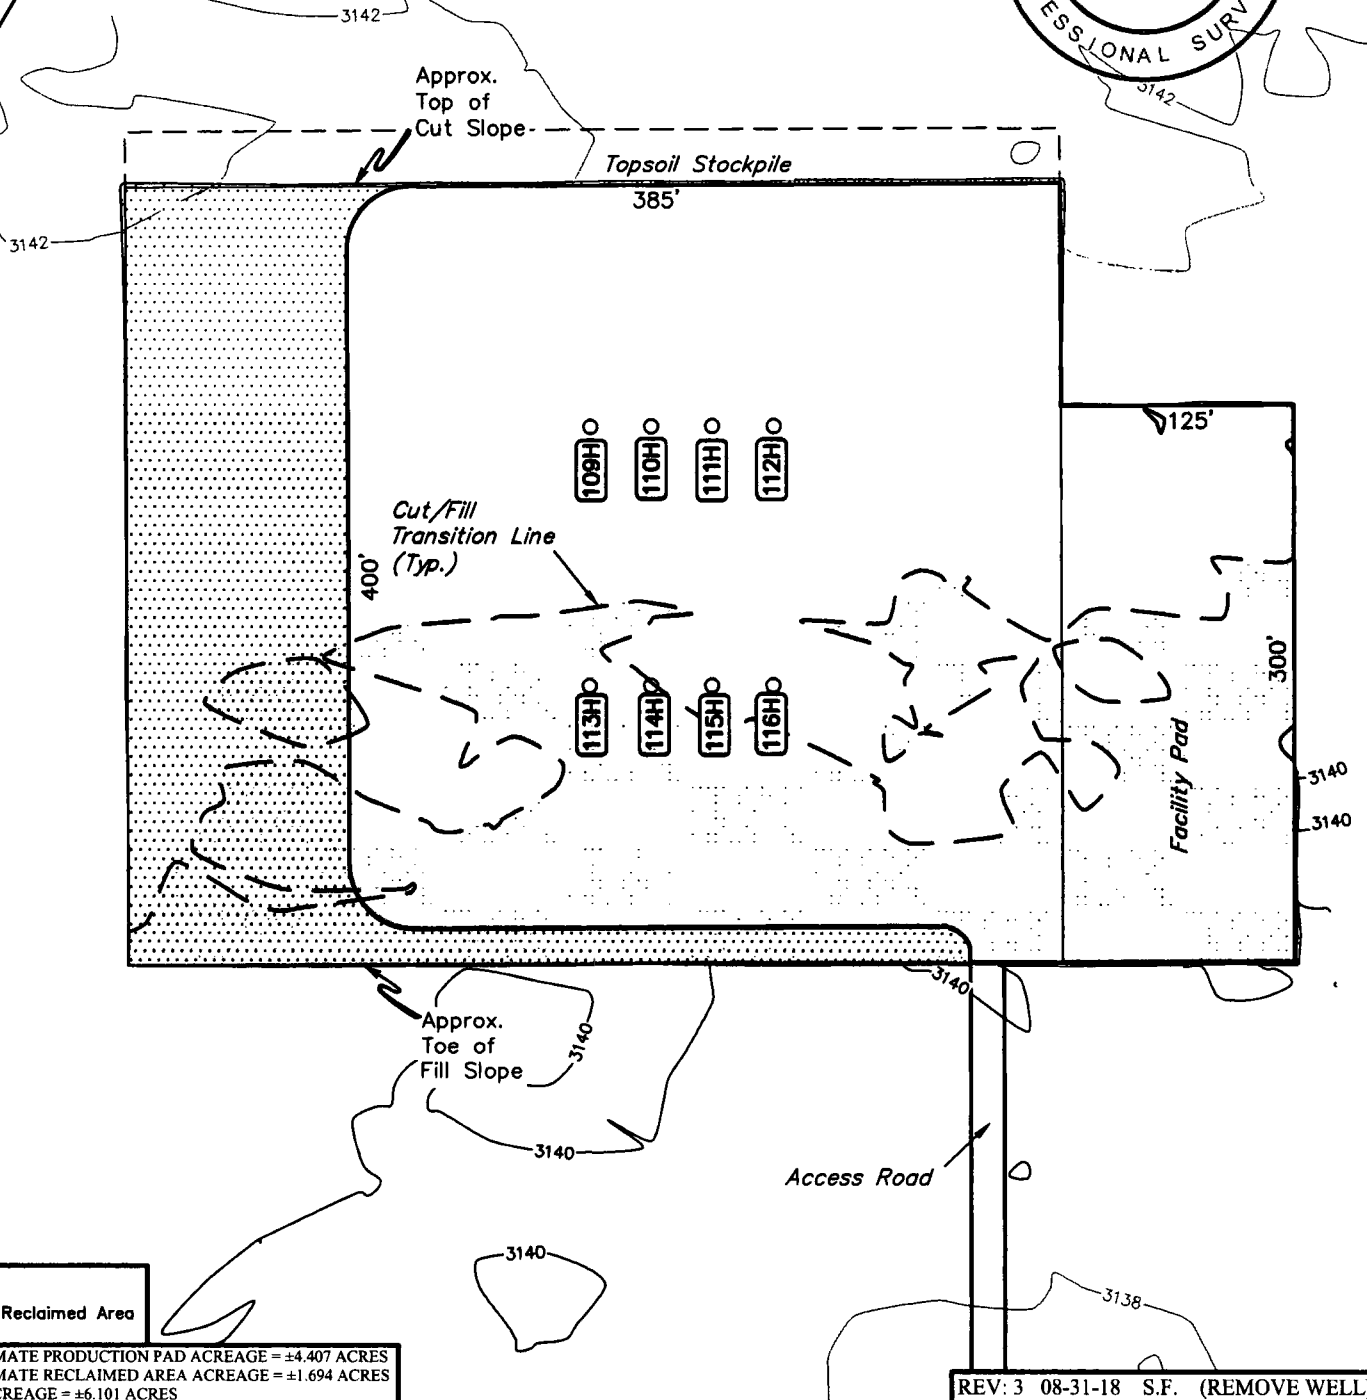 3142
ESSIONAL SURV
3142
Approx.
Top of
Cut Slope
Topsoil Stockpile
385'
3142
125'
109H
110H
111H
112H
Cut/Fill
Transition Line
(Typ.)
400'
300'
113H
114H
115H
116H
Facility Pad
3140
3140
3140
Approx.
Toe of
Fill Slope
3140
3140
Access Road
3140
3138
Reclaimed Area
MATE PRODUCTION PAD ACREAGE = ±4.407 ACRES
MATE RECLAIMED AREA ACREAGE = ±1.694 ACRES
CREAGE = ±6.101 ACRES
REV: 3 08-31-18 S.F. (REMOVE WELL